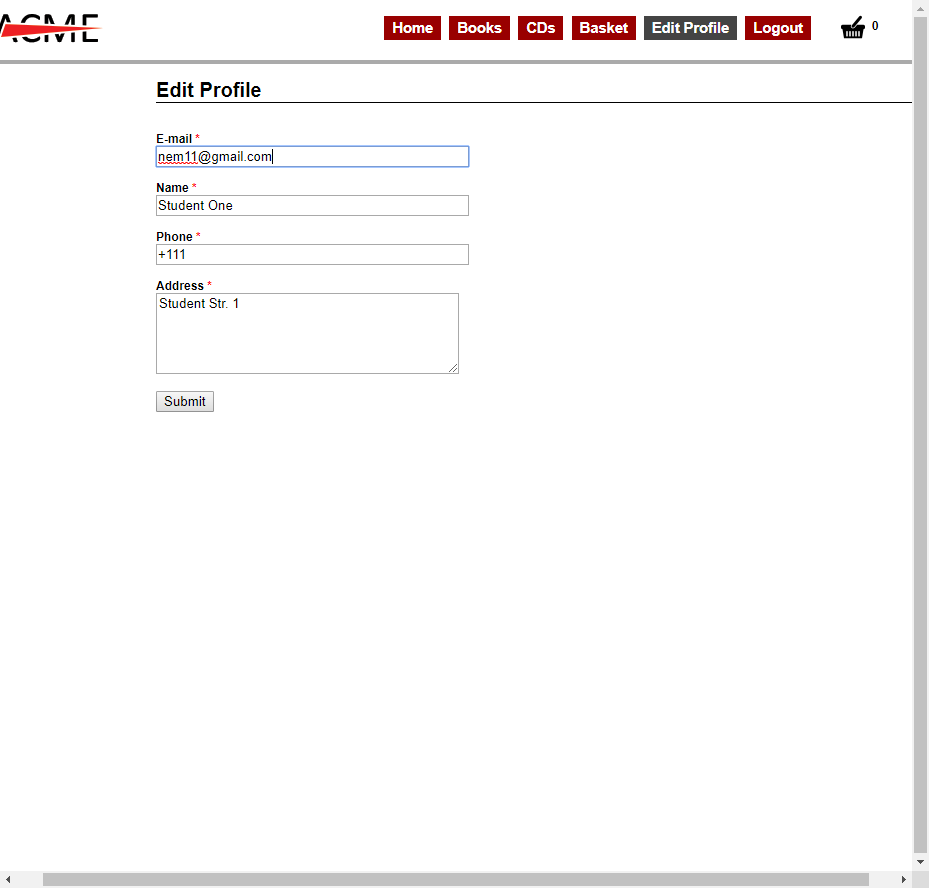 ACME
Home Books CDs Basket Edit Profile Logout 0
Edit Profile
E-mail *
nem11@gmail.com
Name *
Student One
Phone *
+111
Address *
Student Str. 1
Submit